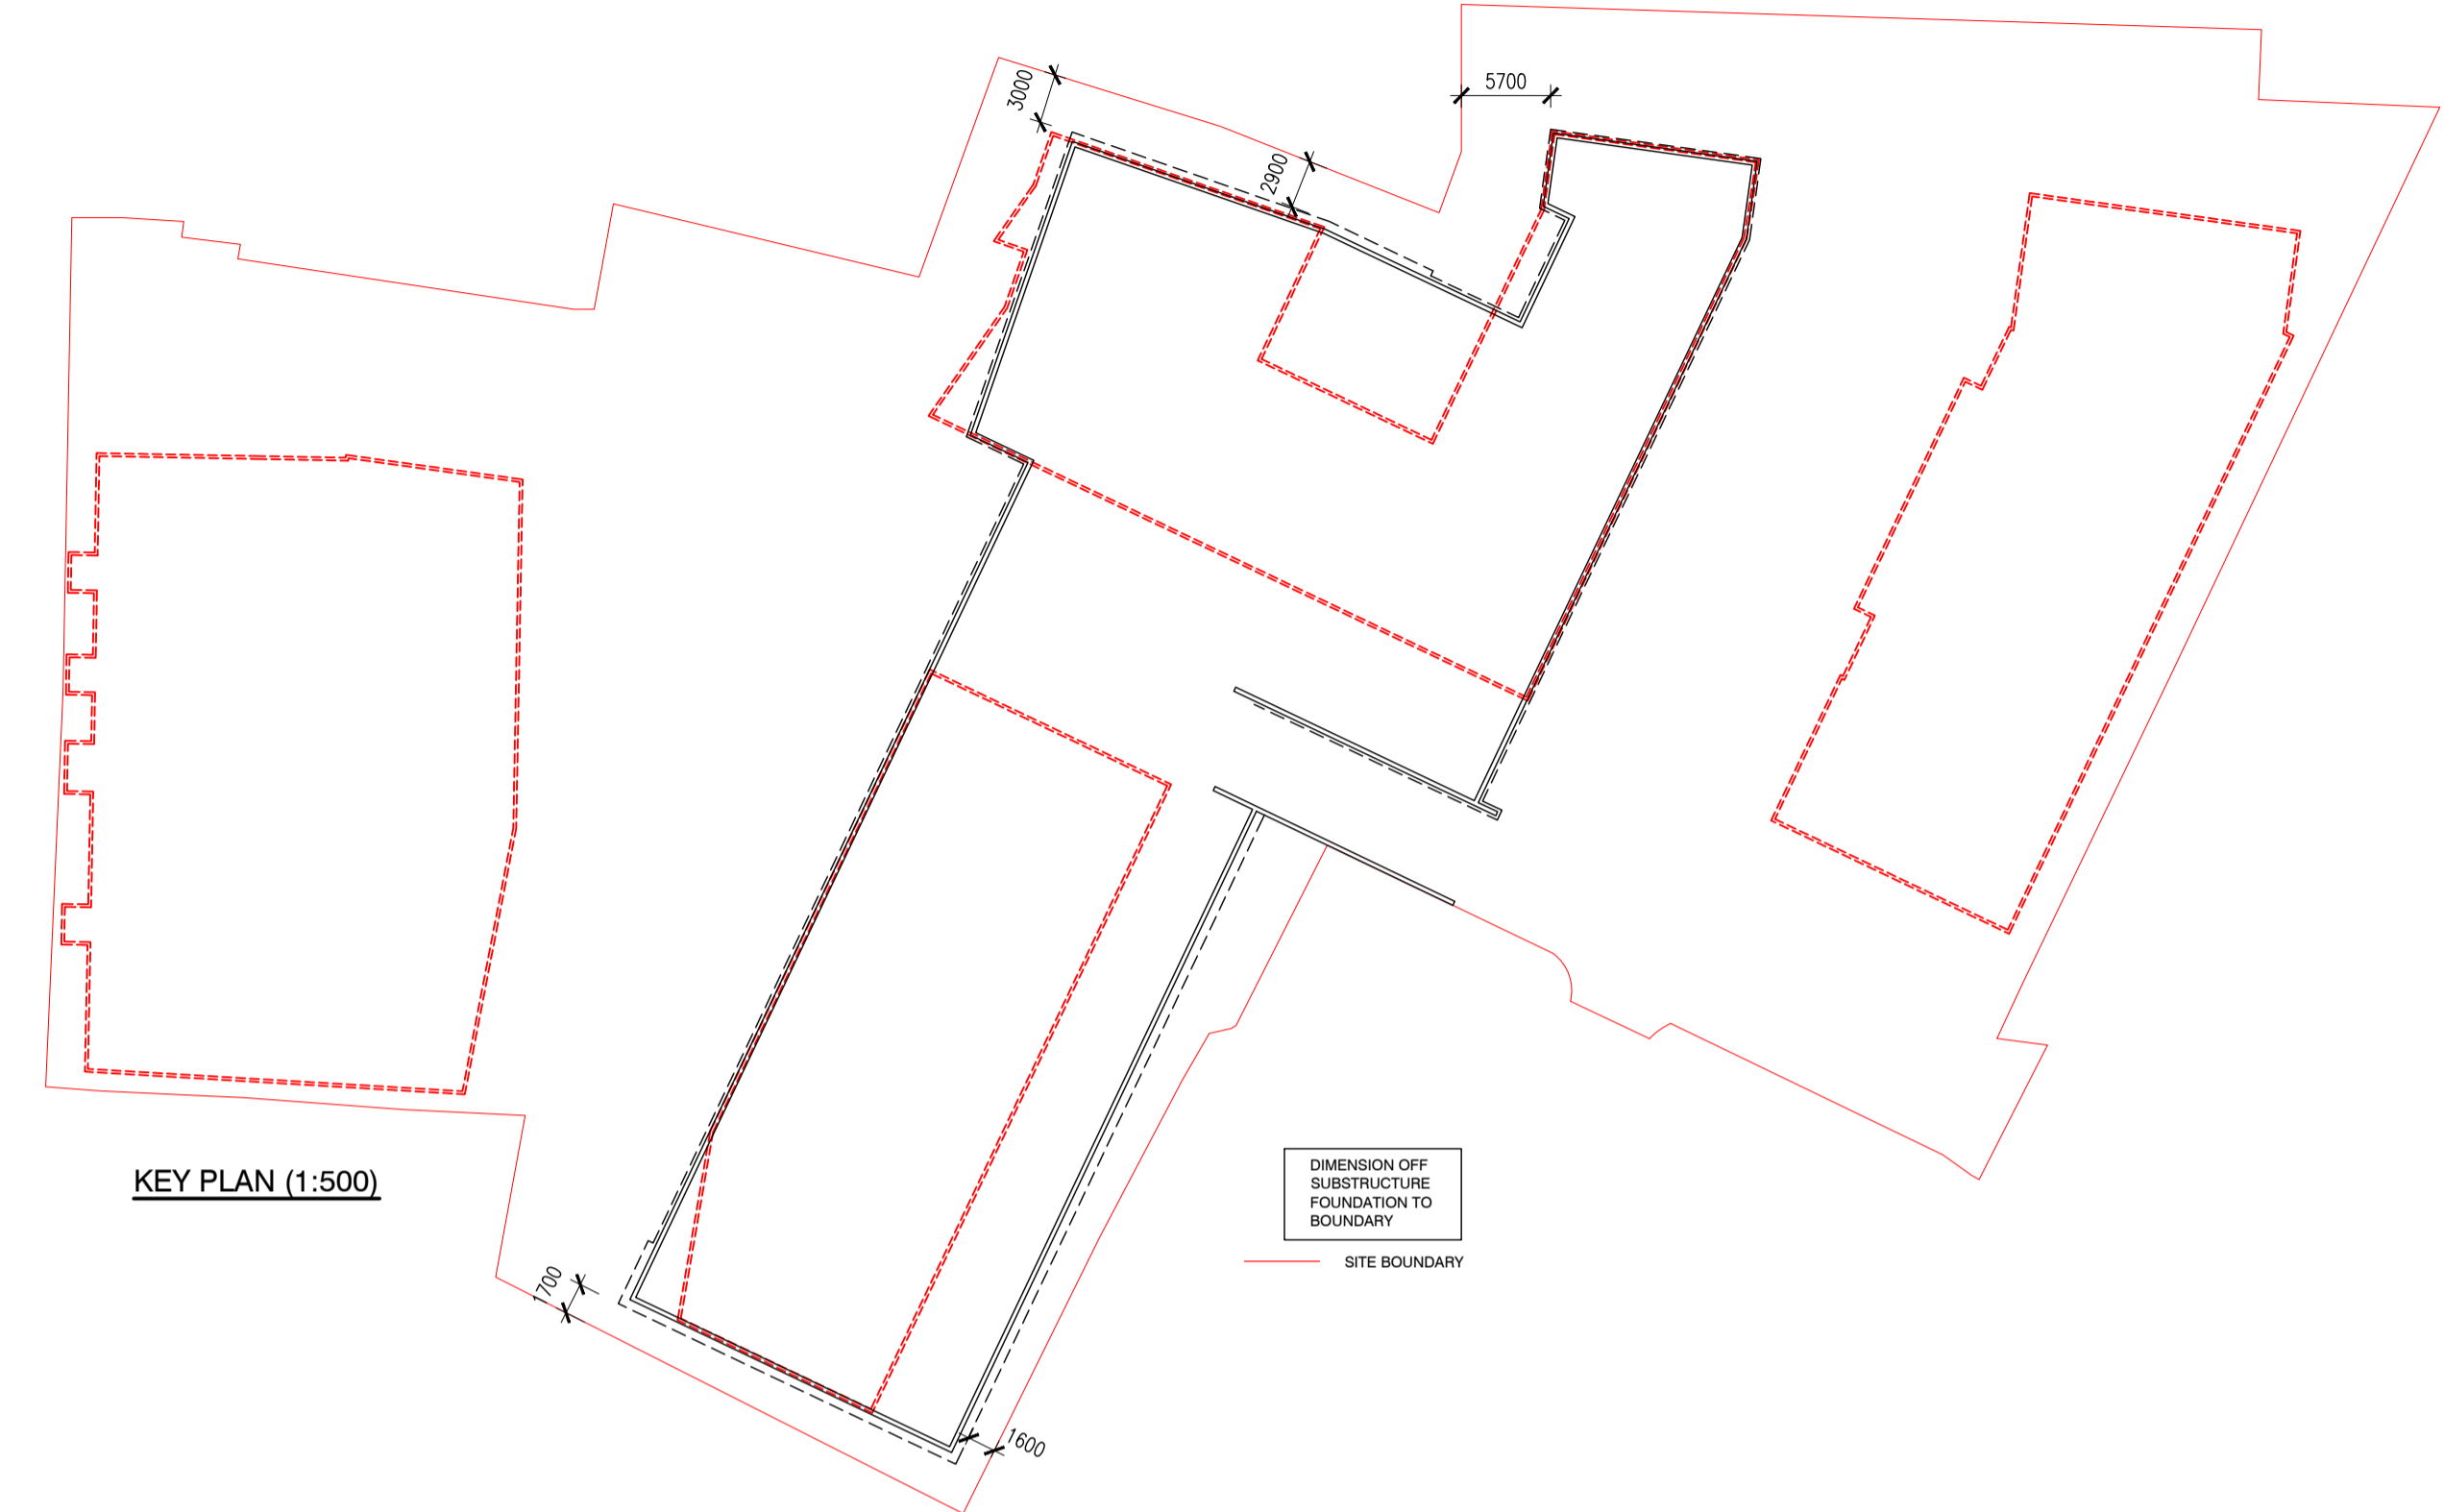 3000
5700
2900
KEY PLAN (1:500)
DIMENSION OFF
SUBSTRUCTURE
FOUNDATION TO
BOUNDARY
SITE BOUNDARY
1700
1600